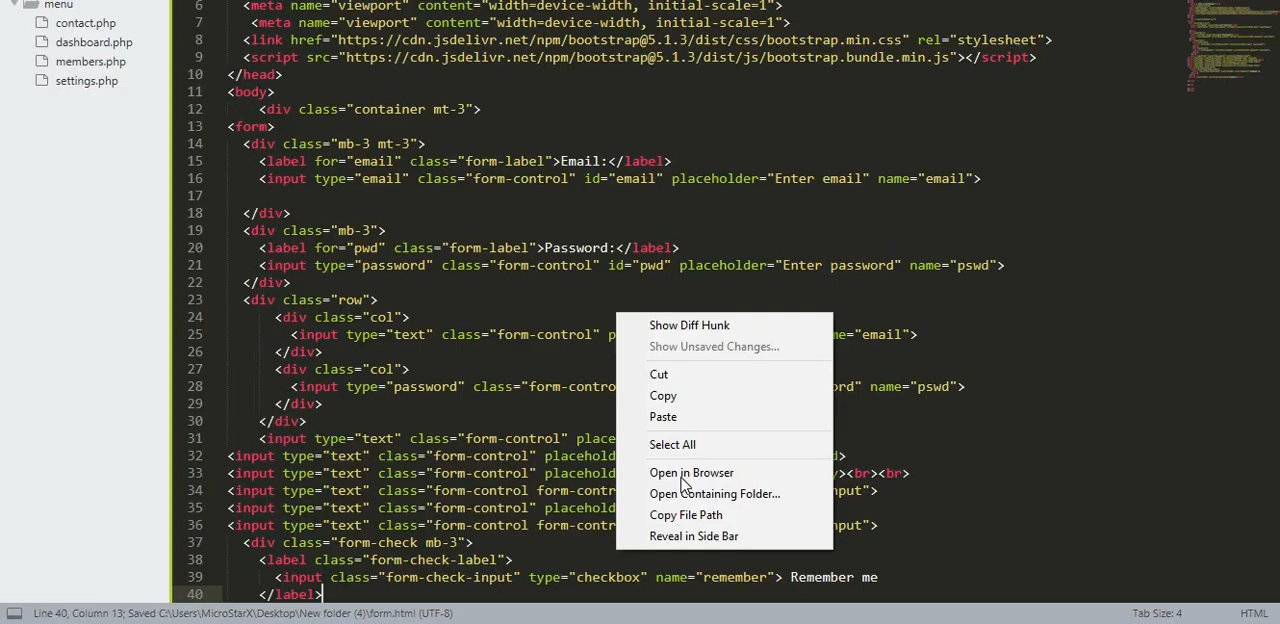 menu
contact.php
dashboard.php
members.php
settings.php
6 <meta name="viewport" content="width=device-width, initial-scale=1">
7 <meta name="viewport" content="width=device-width, initial-scale=1">
8 <link href="https://cdn.jsdelivr.net/npm/bootstrap@5.1.3/dist/css/bootstrap.min.css" rel="stylesheet">
9 <script src="https://cdn.jsdelivr.net/npm/bootstrap@5.1.3/dist/js/bootstrap.bundle.min.js"></script>
10 </head>
11 <body>
12 <div class="container mt-3">
13 <form>
14 <div class="mb-3 mt-3">
15 <label for="email" class="form-label">Email:</label>
16 <input type="email" class="form-control" id="email" placeholder="Enter email" name="email">
17
18 </div>
19 <div class="mb-3">
20 <label for="pwd" class="form-label">Password:</label>
21 <input type="password" class="form-control" id="pwd" placeholder="Enter password" name="pswd">
22 </div>
23 <div class="row">
24 <div class="col">
25 <input type="text" class="form-control" p me="email">
26 </div>
27 <div class="col">
28 <input type="password" class="form-contro ord" name="pswd">
29 </div>
30 </div>
31 <input type="text" class="form-control" place
32 <input type="text" class="form-control" placehold >
33 <input type="text" class="form-control" placehold /><br><br>
34 <input type="text" class="form-control form-cont nput">
35 <input type="text" class="form-control" placehold
36 <input type="text" class="form-control form-cont nput">
37 <div class="form-check mb-3">
38 <label class="form-check-label">
39 <input class="form-check-input" type="checkbox" name="remember"> Remember me
40 </label>
Show Diff Hunk
Show Unsaved Changes...
Cut
Copy
Paste
Select All
Open in Browser
Open Containing Folder...
Copy File Path
Reveal in Side Bar
Line 40, Column 13; Saved C:\Users\MicroStarX\Desktop\New folder (4)\form.html (UTF-8)
Tab Size: 4
HTML